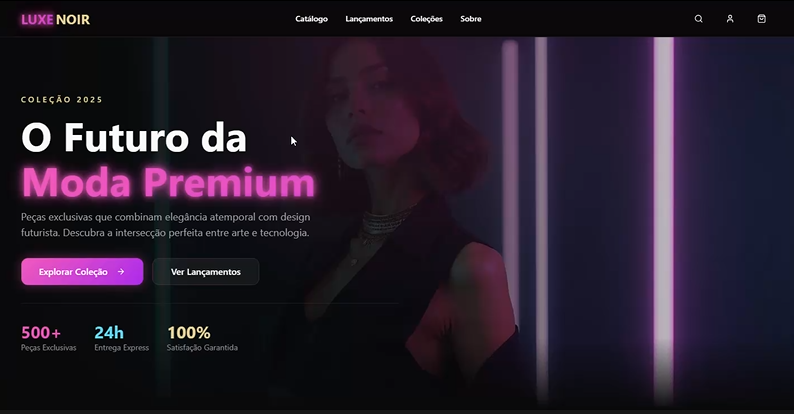 LUXE NOIR
Catálogo Lançamentos Coleções Sobre
COLEÇÃO 2025
O Futuro da
Moda Premium
Peças exclusivas que combinam elegância atemporal com design
futurista. Descubra a intersecção perfeita entre arte e tecnologia.
Explorar Coleção → Ver Lançamentos
500+ 24h 100%
Peças Exclusivas Entrega Express Satisfação Garantida